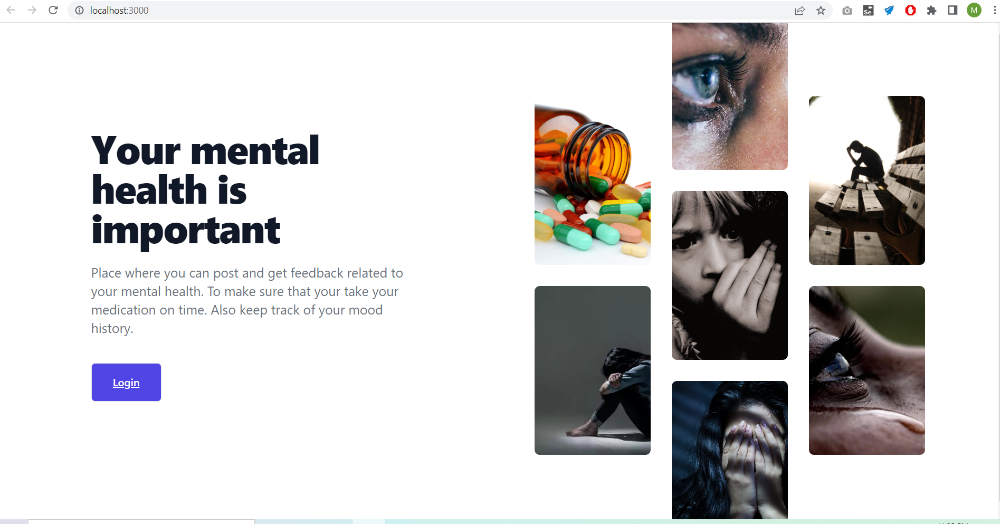 localhost:3000
Se
M
Your mental
health is
important
Place where you can post and get feedback related to
your mental health. To make sure that your take your
medication on time. Also keep track of your mood
history.
Login